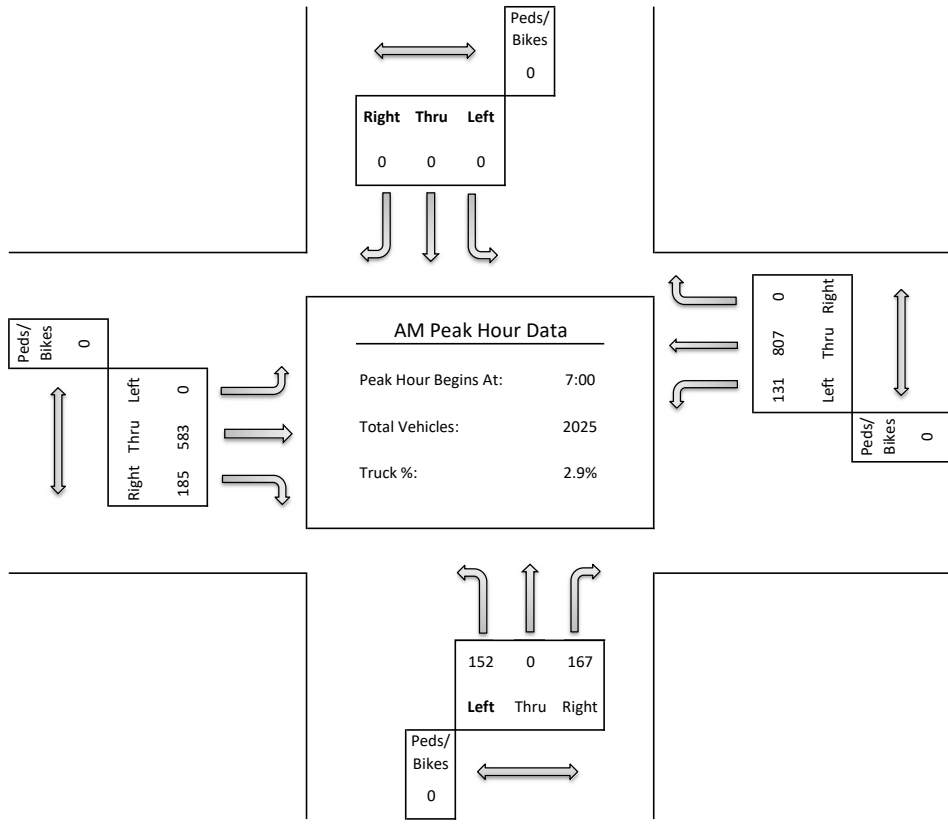 Peds/
Bikes
0
Right Thru Left
0 0 0
Peds/
Bikes
0
Left 0
Thru 583
Right 185
AM Peak Hour Data
Peak Hour Begins At: 7:00
Total Vehicles: 2025
Truck %: 2.9%
0 Right
807 Thru
131 Left
Peds/
Bikes
0
152 0 167
Left Thru Right
Peds/
Bikes
0